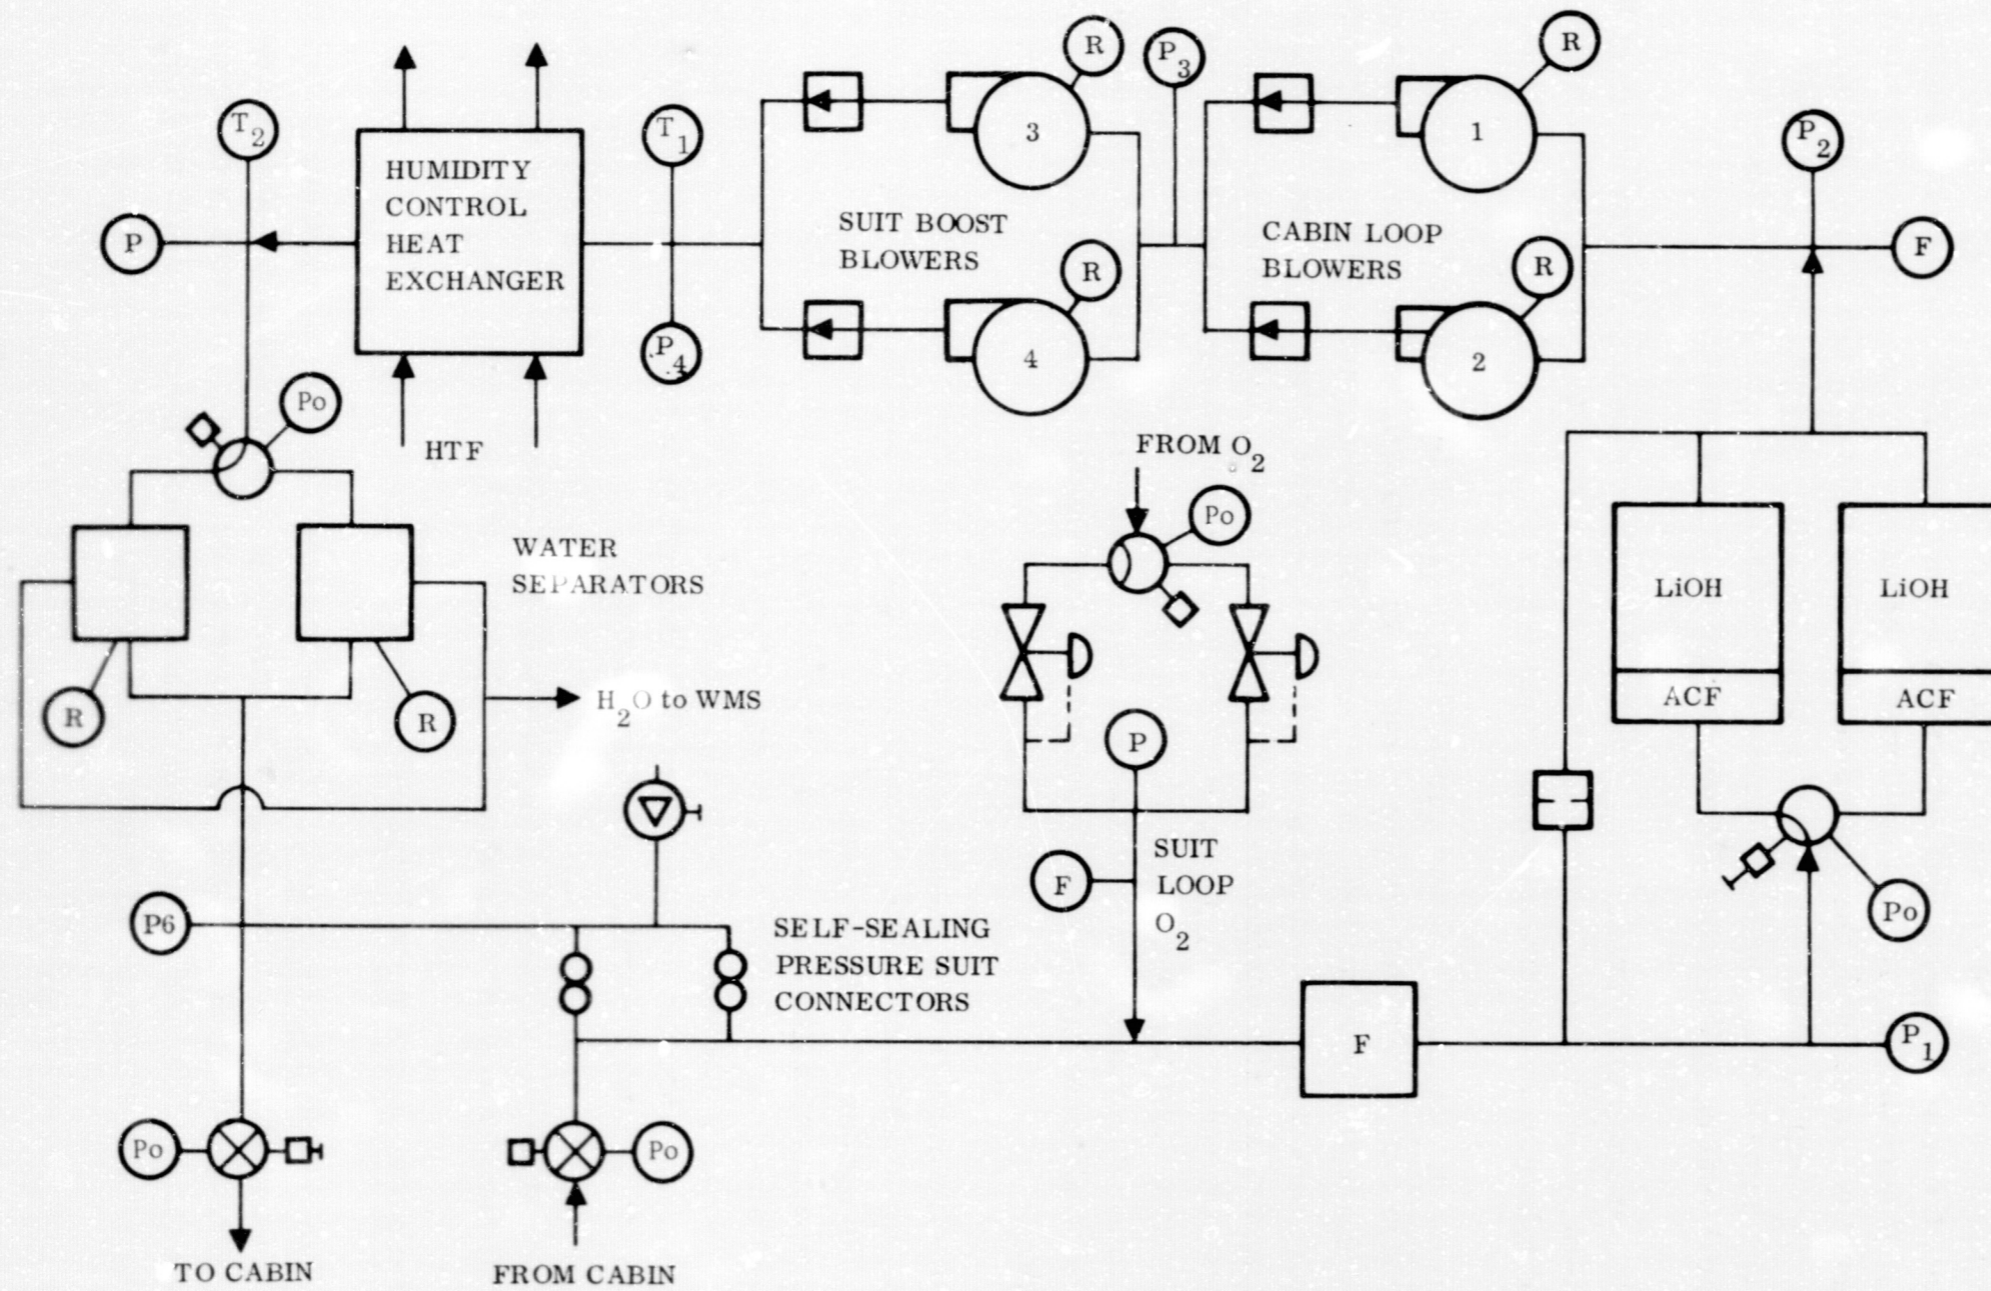 R
P3
R
T2
T1
3
1
P2
HUMIDITY
CONTROL
HEAT
EXCHANGER
P
SUIT BOOST
BLOWERS
R
CABIN LOOP
BLOWERS
R
F
P4
4
2
Po
HTF
FROM O2
Po
WATER
SEPARATORS
LiOH
LiOH
R
R
H2O to WMS
P
ACF
ACF
SUIT
LOOP
O2
F
P6
SELF-SEALING
PRESSURE SUIT
CONNECTORS
Po
F
P1
Po
Po
TO CABIN
FROM CABIN